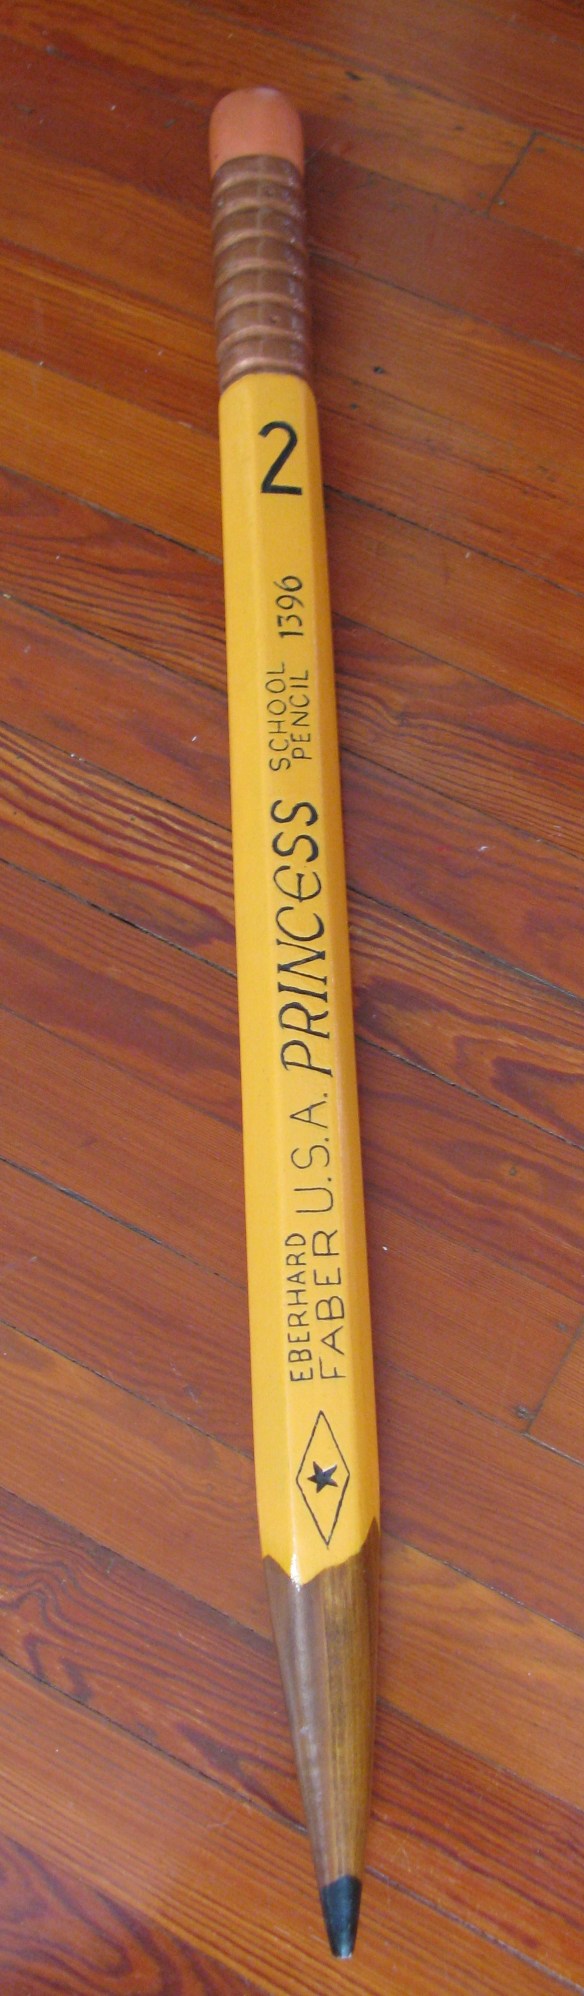 EBERHARD
FABER U.S.A. PRINCESS SCHOOL
PENCIL 1396
2